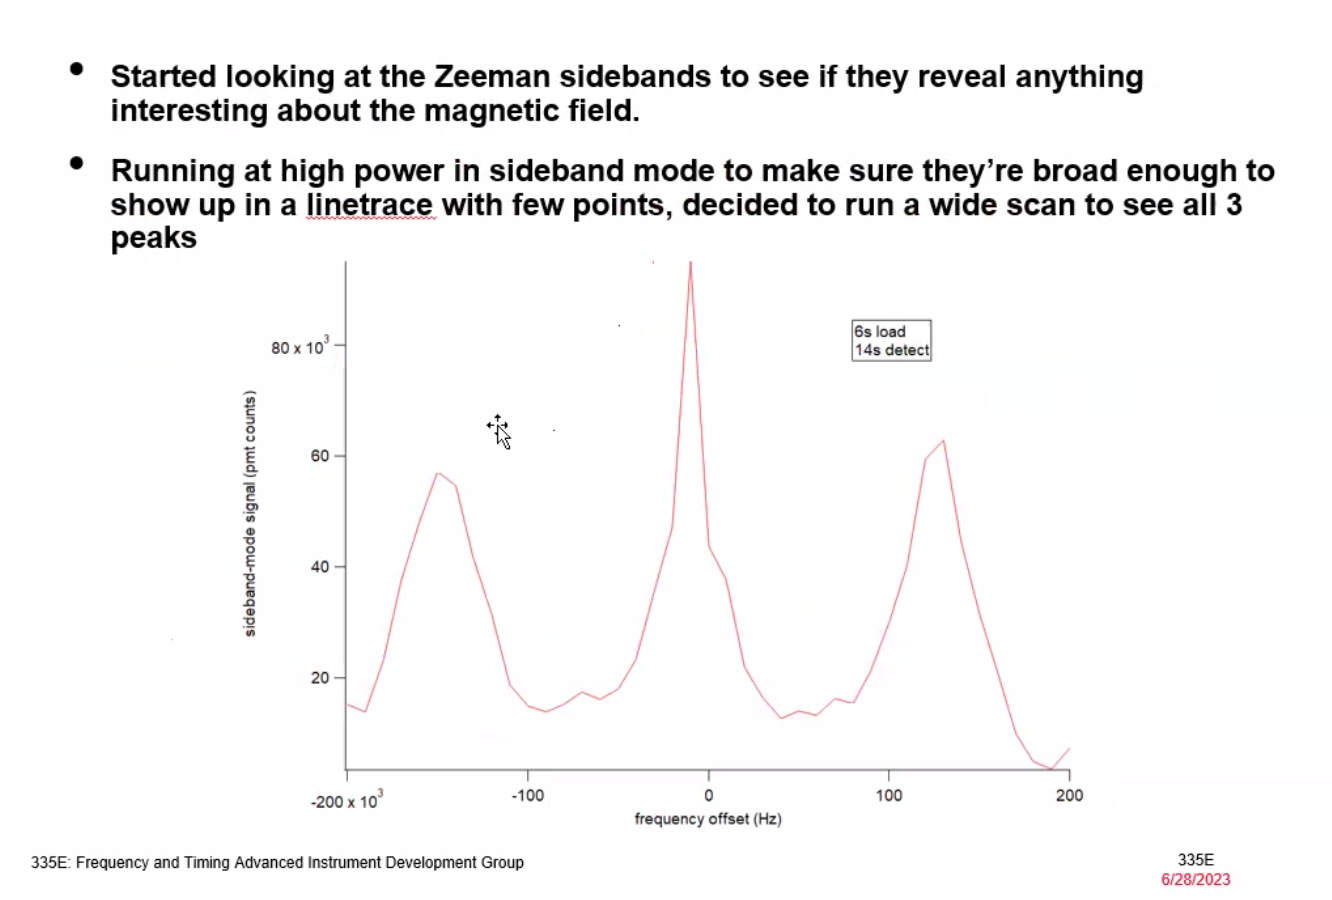 Started looking at the Zeeman sidebands to see if they reveal anything
interesting about the magnetic field.
Running at high power in sideband mode to make sure they’re broad enough to
show up in a linetrace with few points, decided to run a wide scan to see all 3
peaks
6s load
14s detect
80 x 10³
60
40
20
sideband-mode signal (pmt counts)
-200 x 10³
-100
0
100
200
frequency offset (Hz)
335E: Frequency and Timing Advanced Instrument Development Group
335E
6/28/2023